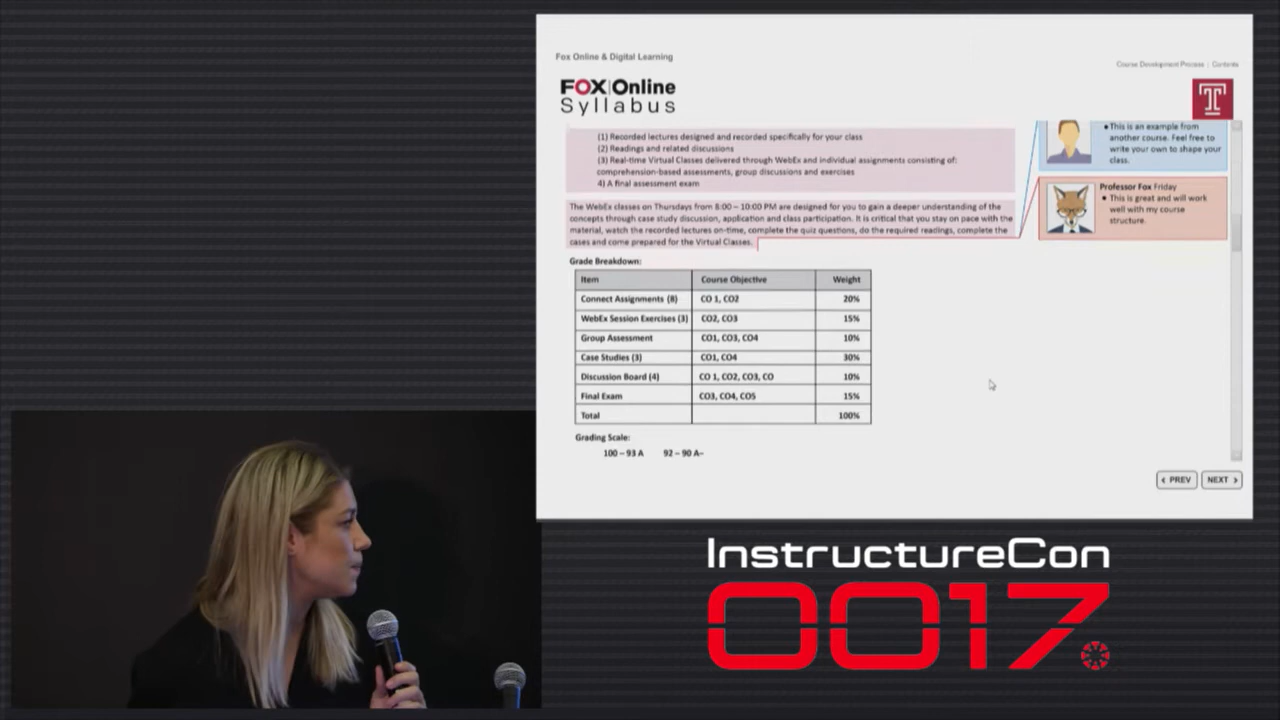 Fox Online & Digital Learning
Course Development Process | Contents
FOX|Online
Syllabus
T
(1) Recorded lectures designed and recorded specifically for your class
(2) Readings and related discussions
(3) Real-time Virtual Classes delivered through WebEx and individual assignments consisting of:
comprehension-based assessments, group discussions and exercises
4) A final assessment exam
• This is an example from
another course. Feel free to
write your own to shape your
class.
Professor Fox Friday
• This is great and will work
well with my course
structure.
The WebEx classes on Thursdays from 8:00 – 10:00 PM are designed for you to gain a deeper understanding of the
concepts through case study discussion, application and class participation. It is critical that you stay on pace with the
material, watch the recorded lectures on-time, complete the quiz questions, do the required readings, complete the
cases and come prepared for the Virtual Classes.
Grade Breakdown:
Item Course Objective Weight
Connect Assignments (8) CO 1, CO2 20%
WebEx Session Exercises (3) CO2, CO3 15%
Group Assessment CO1, CO3, CO4 10%
Case Studies (3) CO1, CO4 30%
Discussion Board (4) CO 1, CO2, CO3, CO 10%
Final Exam CO3, CO4, CO5 15%
Total 100%
Grading Scale:
100 – 93 A 92 – 90 A-
< PREV NEXT >
InstructureCon
0017